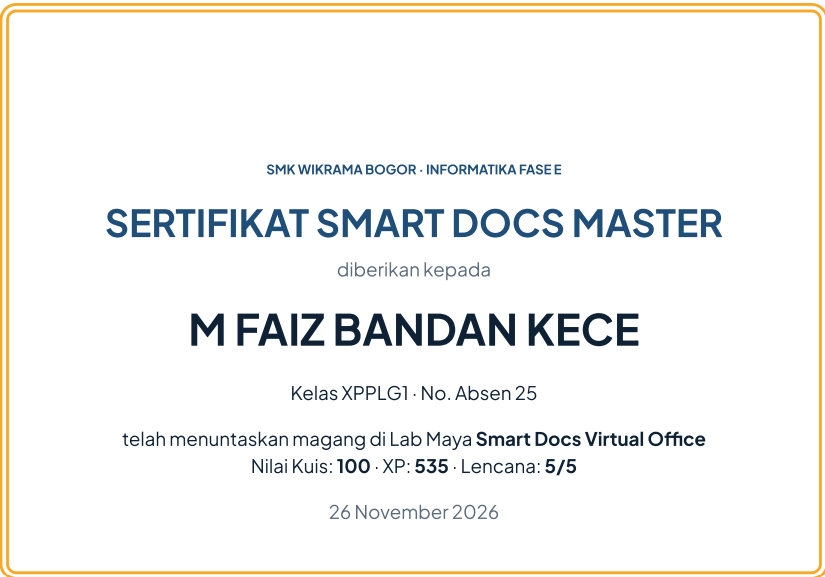 SMK WIKRAMA BOGOR · INFORMATIKA FASE E
SERTIFIKAT SMART DOCS MASTER
diberikan kepada
M FAIZ BANDAN KECE
Kelas XPPLG1 · No. Absen 25
telah menuntaskan magang di Lab Maya Smart Docs Virtual Office
Nilai Kuis: 100 · XP: 535 · Lencana: 5/5
26 November 2026